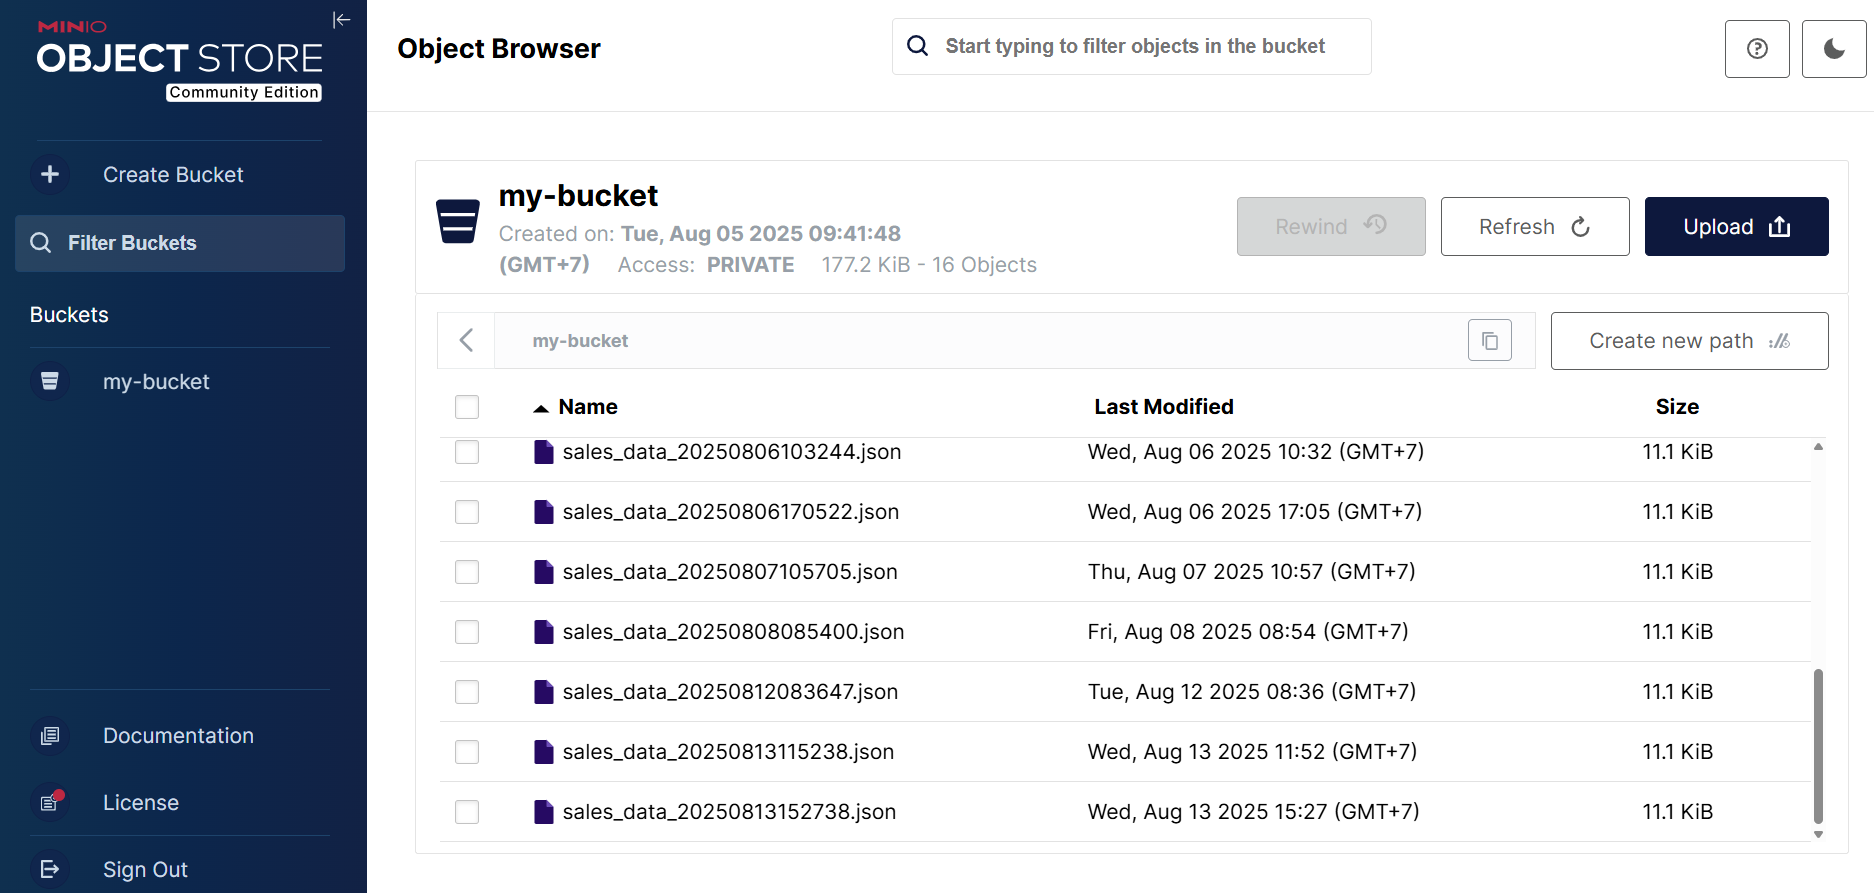 MINIO
OBJECT STORE
Community Edition
Create Bucket
Filter Buckets
Buckets
my-bucket
Documentation
License
Sign Out
Object Browser
Start typing to filter objects in the bucket
my-bucket
Created on: Tue, Aug 05 2025 09:41:48
(GMT+7) Access: PRIVATE 177.2 KiB - 16 Objects
Rewind
Refresh
Upload
my-bucket
Create new path
Name Last Modified Size
sales_data_20250806103244.json Wed, Aug 06 2025 10:32 (GMT+7) 11.1 KiB
sales_data_20250806170522.json Wed, Aug 06 2025 17:05 (GMT+7) 11.1 KiB
sales_data_20250807105705.json Thu, Aug 07 2025 10:57 (GMT+7) 11.1 KiB
sales_data_20250808085400.json Fri, Aug 08 2025 08:54 (GMT+7) 11.1 KiB
sales_data_20250812083647.json Tue, Aug 12 2025 08:36 (GMT+7) 11.1 KiB
sales_data_20250813115238.json Wed, Aug 13 2025 11:52 (GMT+7) 11.1 KiB
sales_data_20250813152738.json Wed, Aug 13 2025 15:27 (GMT+7) 11.1 KiB